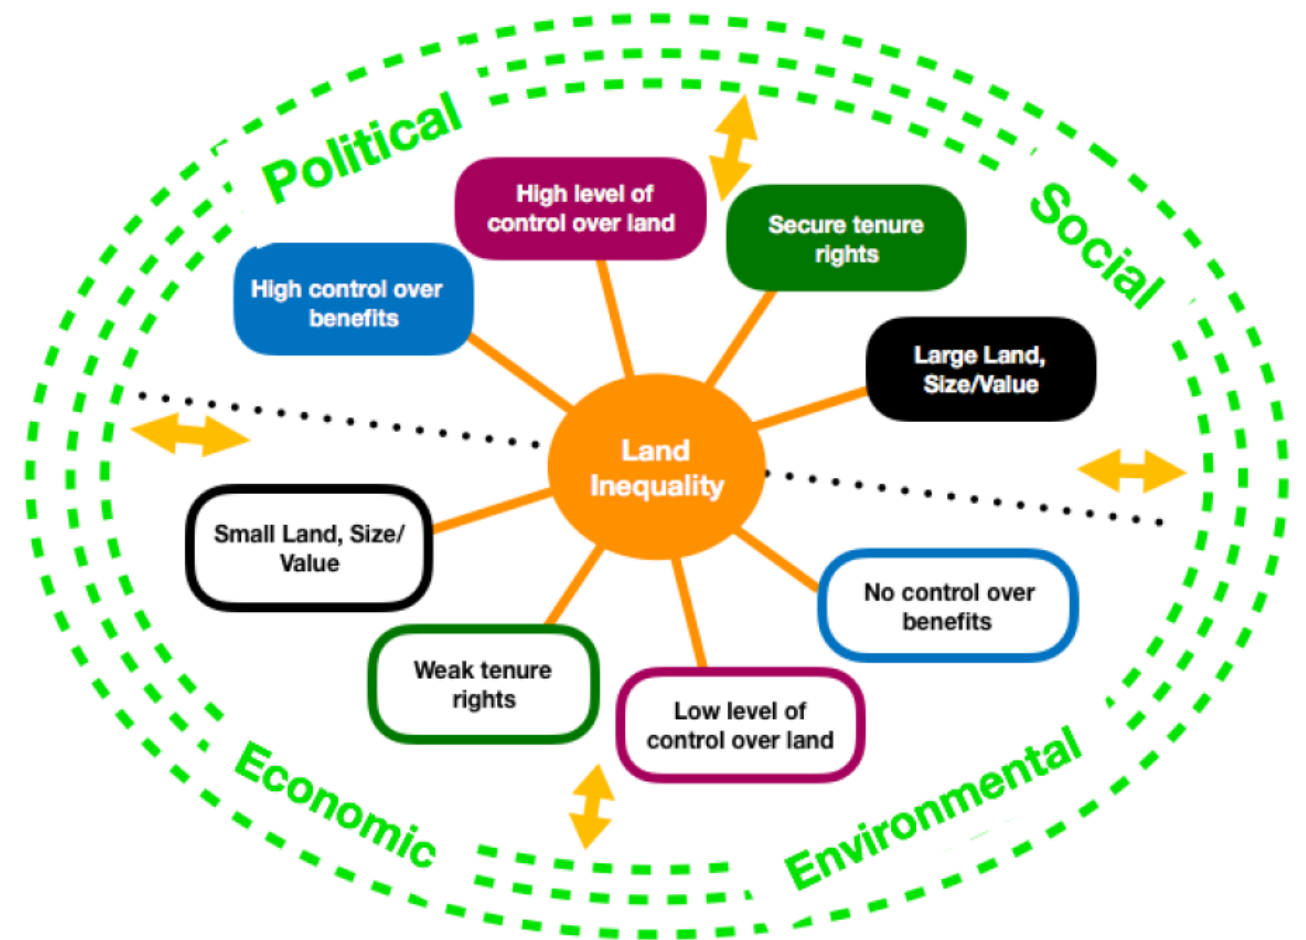 Political
Social
High level of
control over land
Secure tenure
rights
High control over
benefits
Large Land,
Size/Value
Land
Inequality
Small Land, Size/
Value
No control over
benefits
Weak tenure
rights
Low level of
control over land
Economic
Environmental